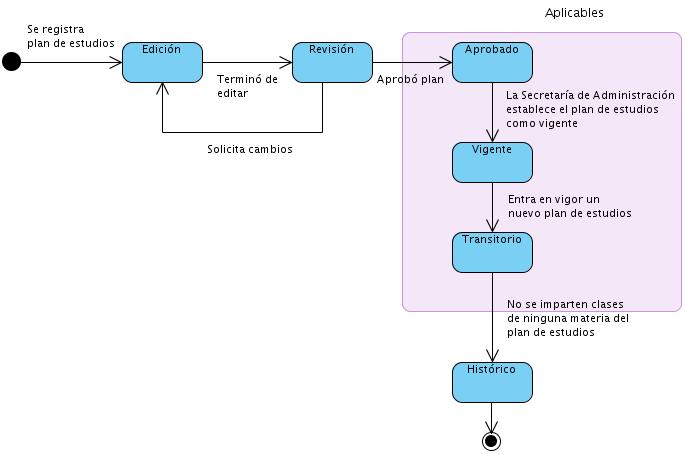 Aplicables
Se registra
plan de estudios
Edición
Revisión
Aprobado
Terminó de
editar
Aprobó plan
Solicita cambios
La Secretaría de Administración
establece el plan de estudios
como vigente
Vigente
Entra en vigor un
nuevo plan de estudios
Transitorio
No se imparten clases
de ninguna materia del
plan de estudios
Histórico